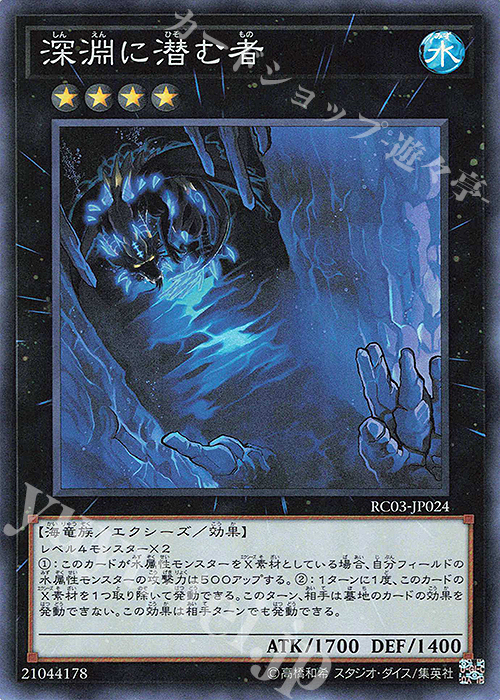 深淵に潜む者
水
カードショップ-遊々亭
RC03-JP024
【海竜族／エクシーズ／効果】
レベル４モンスター×２
①：このカードが水属性モンスターをX素材としている場合、自分フィールドの
水属性モンスターの攻撃力は５００アップする。②：１ターンに１度、このカードの
X素材を１つ取り除いて発動できる。このターン、相手は墓地のカードの効果を
発動できない。この効果は相手ターンでも発動できる。
ATK/1700 DEF/1400
21044178
©高橋和希 スタジオ・ダイス/集英社